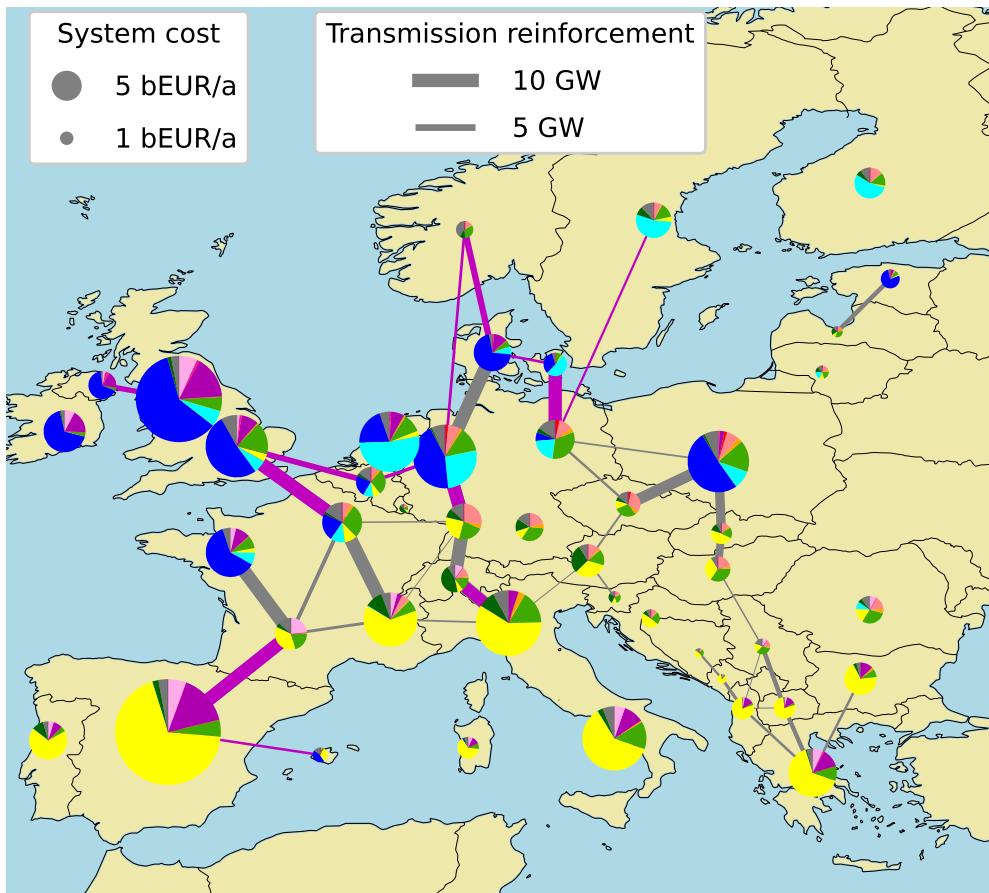 System cost
5 bEUR/a
1 bEUR/a
Transmission reinforcement
10 GW
5 GW